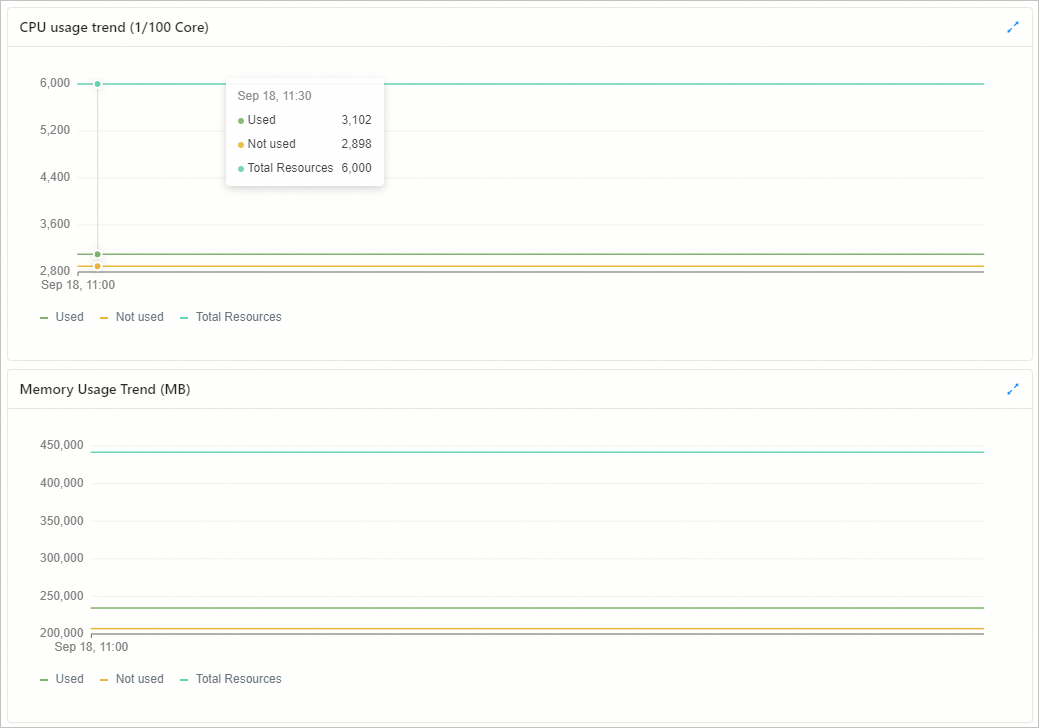 CPU usage trend (1/100 Core)
6,000
5,200
4,400
3,600
2,800
Sep 18, 11:30
Used 3,102
Not used 2,898
Total Resources 6,000
Sep 18, 11:00
Used Not used Total Resources
Memory Usage Trend (MB)
450,000
400,000
350,000
300,000
250,000
200,000
Sep 18, 11:00
Used Not used Total Resources